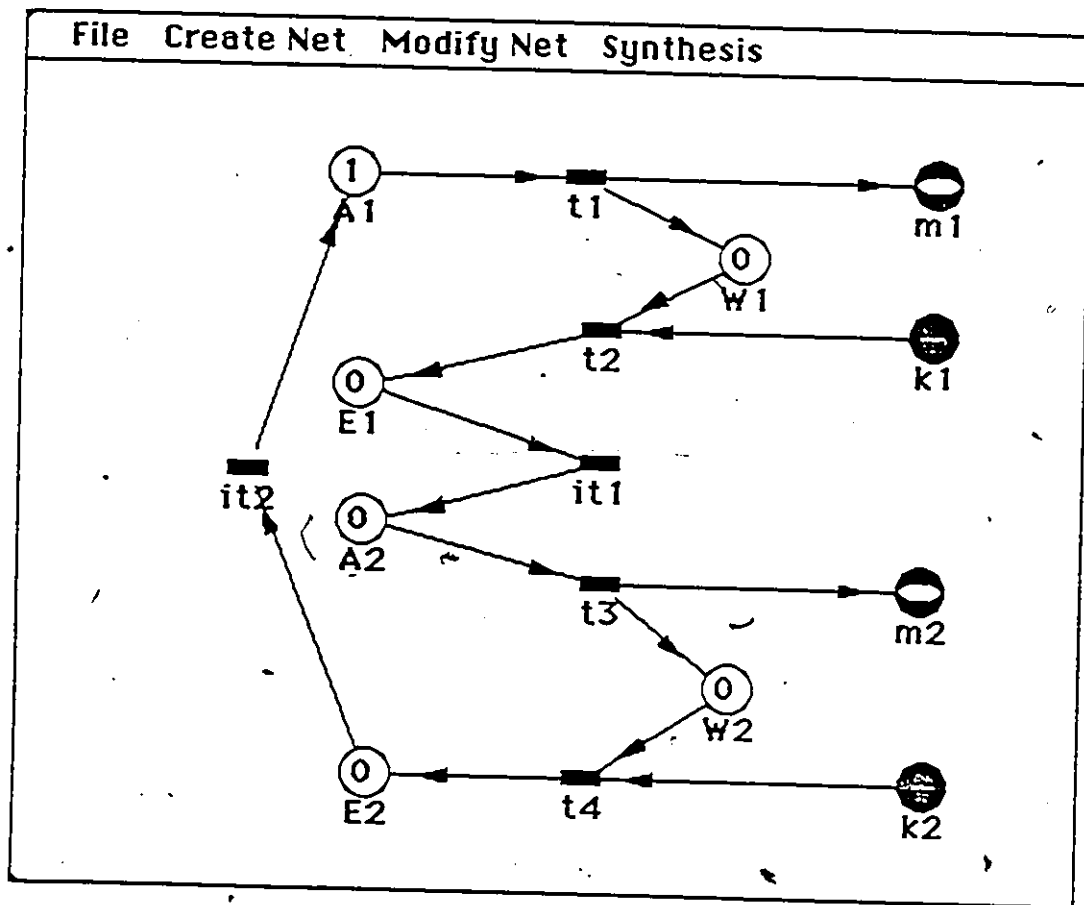 File Create Net Modify Net Synthesis
1
A1
t1
m1
0
W1
t2
k1
0
E1
it1
it2
0
A2
t3
m2
0
W2
0
E2
t4
k2